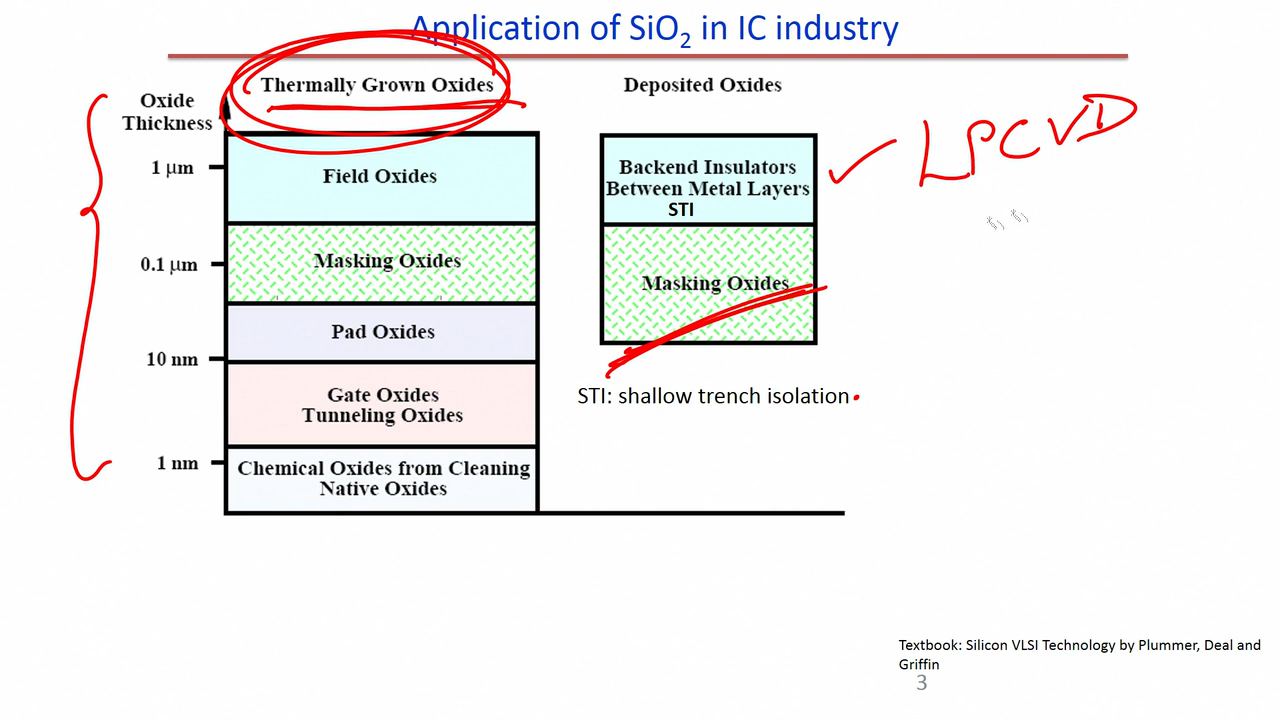 Application of SiO₂ in IC industry
Thermally Grown Oxides
Deposited Oxides
Oxide
Thickness
LPCVD
1 μm
Field Oxides
Backend Insulators
Between Metal Layers
STI
0.1 μm
Masking Oxides
Masking Oxides
Pad Oxides
10 nm
Gate Oxides
Tunneling Oxides
STI: shallow trench isolation
1 nm
Chemical Oxides from Cleaning
Native Oxides
Textbook: Silicon VLSI Technology by Plummer, Deal and
Griffin
3